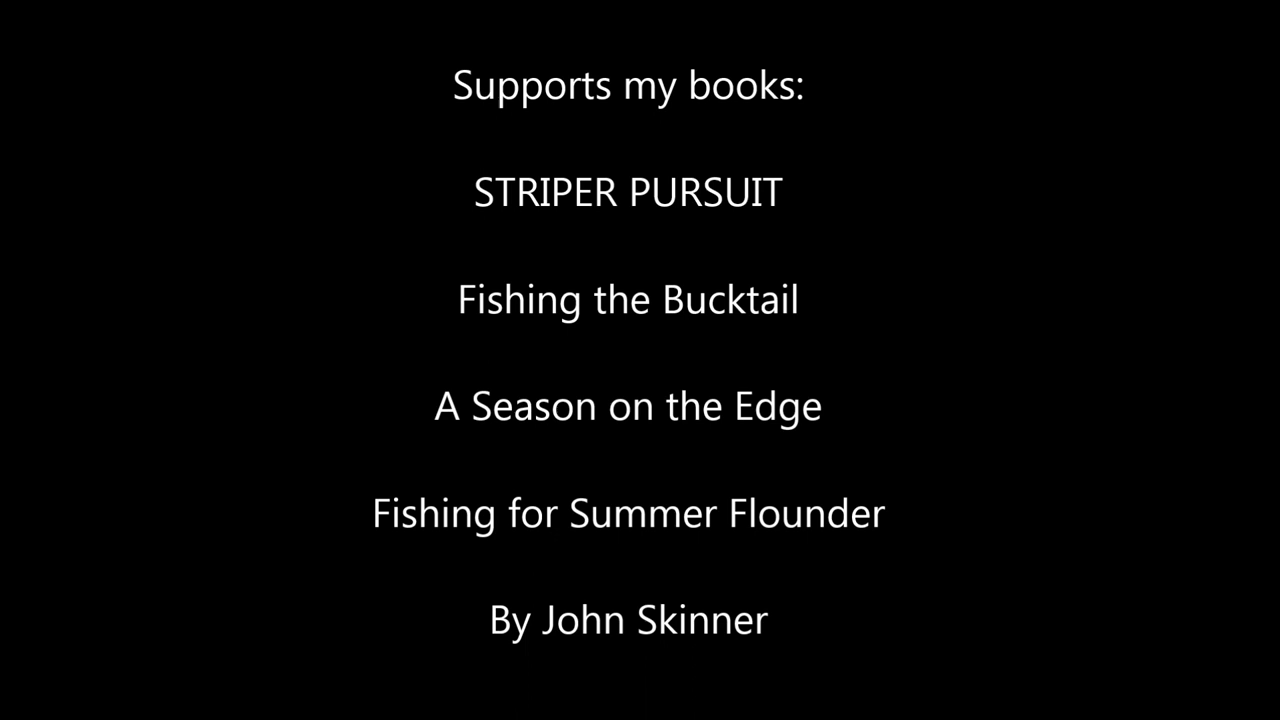 Supports my books:
STRIPER PURSUIT
Fishing the Bucktail
A Season on the Edge
Fishing for Summer Flounder
By John Skinner